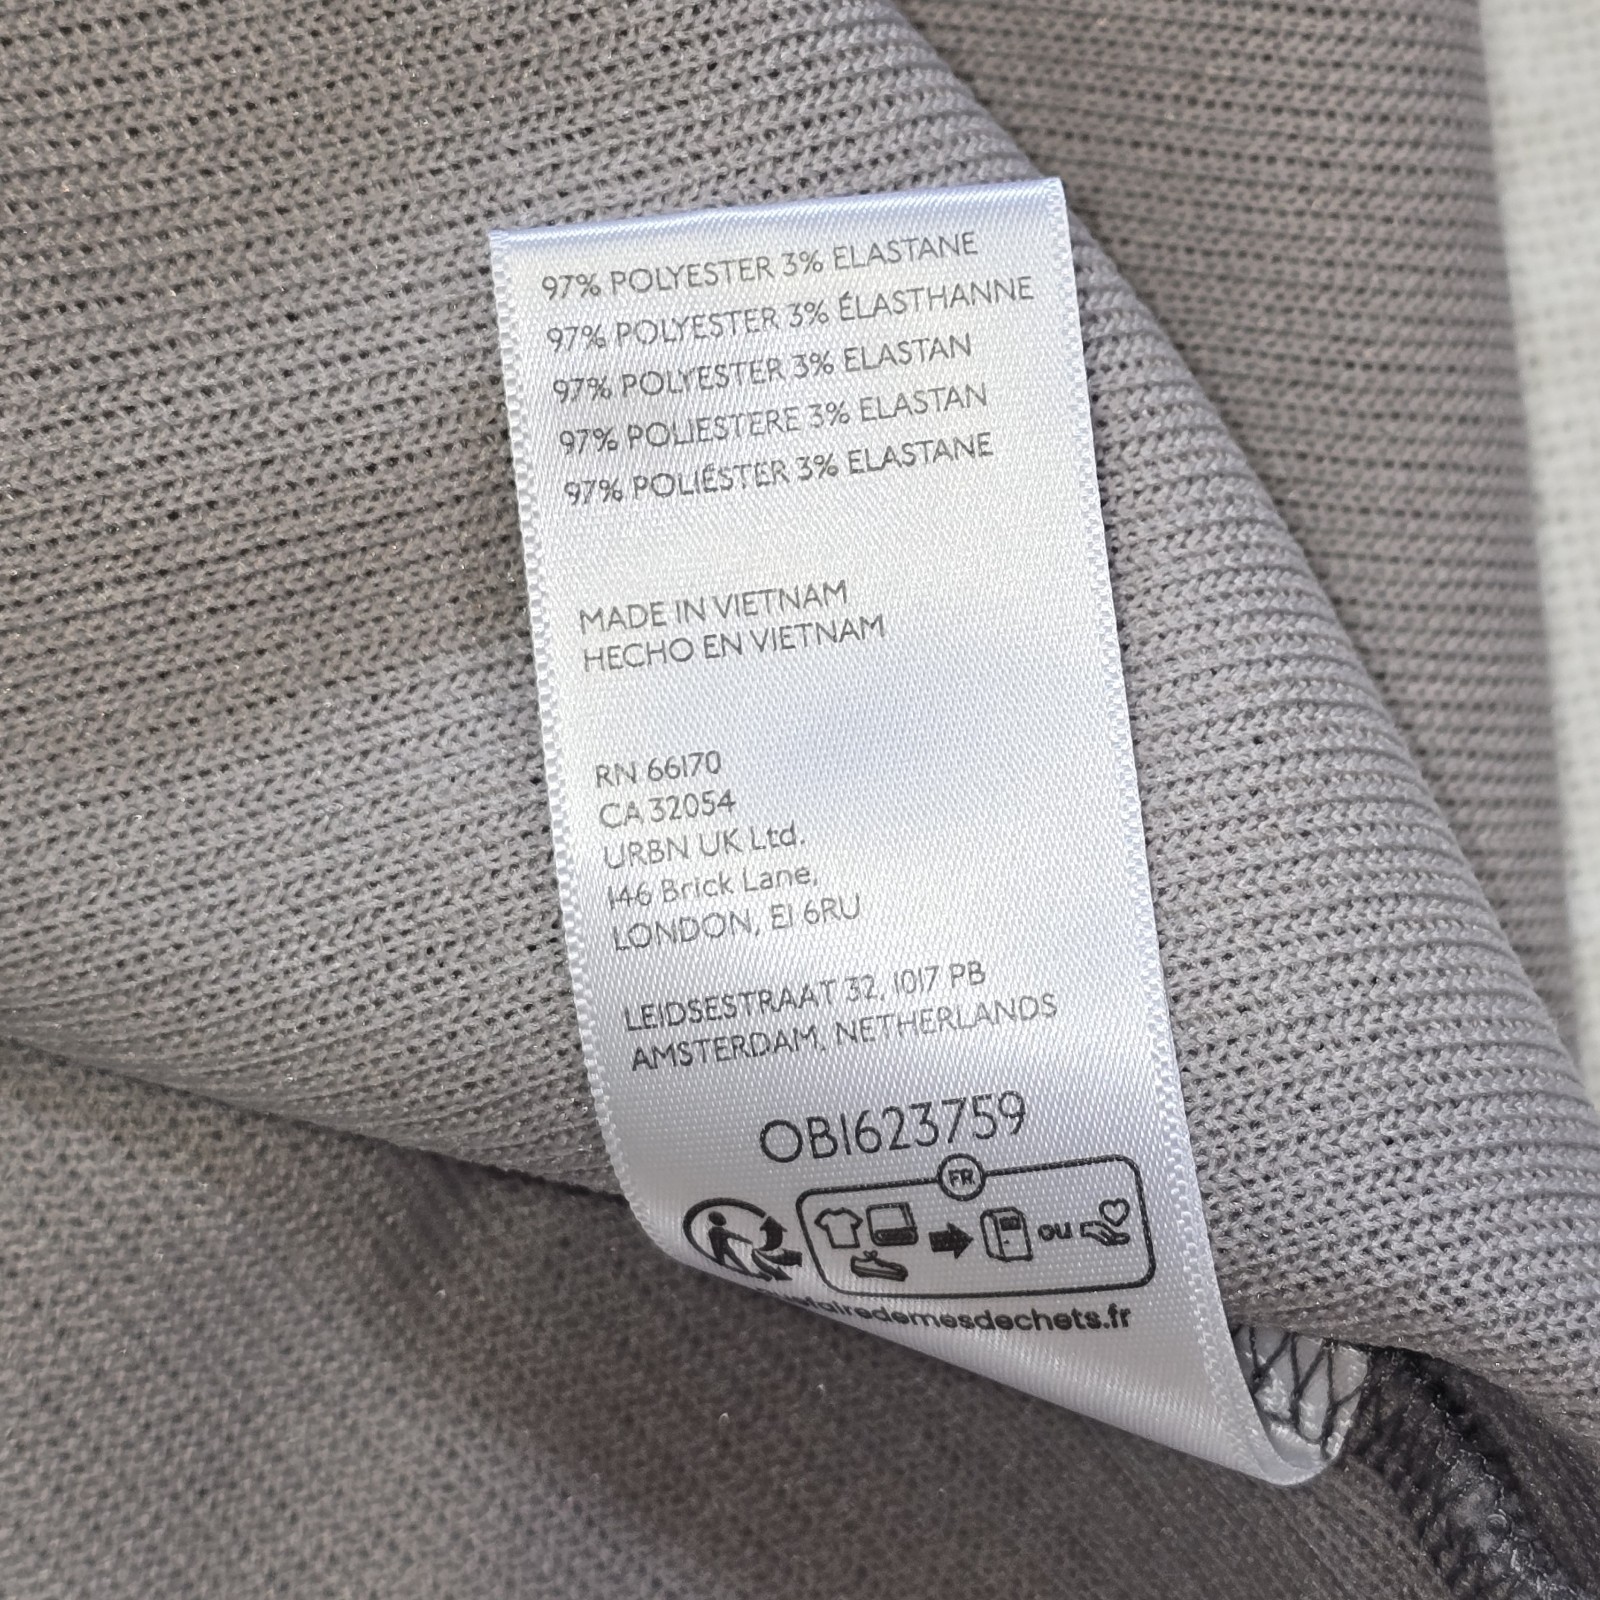 97% POLYESTER 3% ELASTANE
97% POLYESTER 3% ÉLASTHANNE
97% POLYESTER 3% ELASTAN
97% POLIESTERE 3% ELASTAN
97% POLIÉSTER 3% ELASTANE
MADE IN VIETNAM
HECHO EN VIETNAM
RN 66170
CA 32054
URBN UK Ltd.
146 Brick Lane,
LONDON, E1 6RU
LEIDSESTRAAT 32, 1017 PB
AMSTERDAM, NETHERLANDS
OB1623759
FR
ou